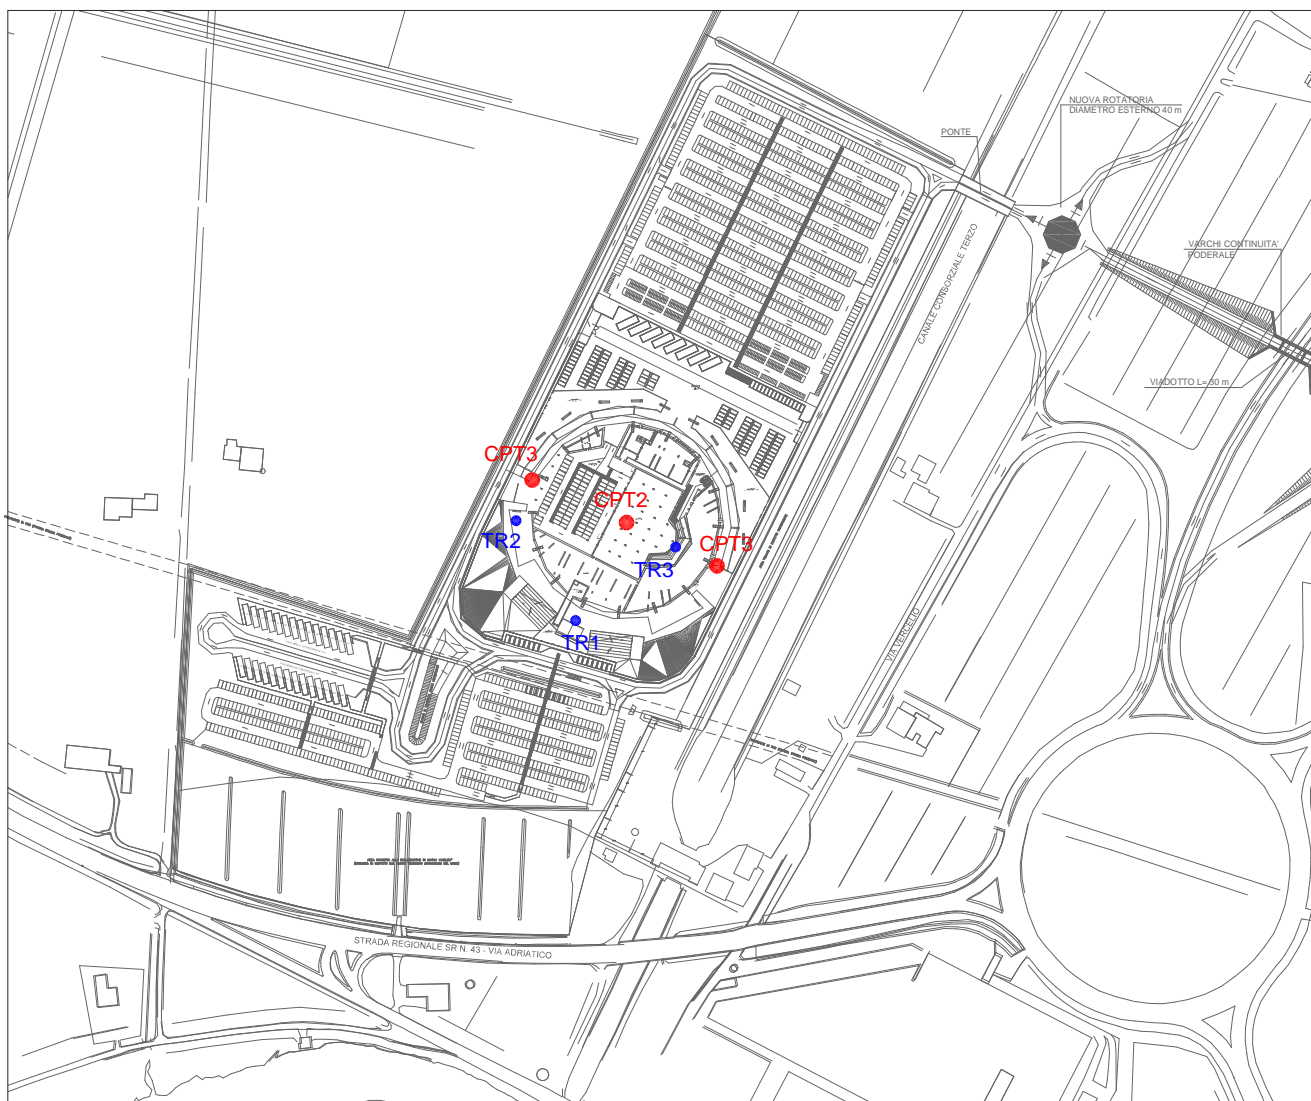 NUOVA ROTATORIA
DIAMETRO ESTERNO 40 m
PONTE
VARCHI CONTINUITA'
PODERALE
CANALE CONSORZIALE TERZO
VIADOTTO L= 30 m
CPT3
CPT2
TR2
CPT3
TR3
TR1
VIA VERCELIO
STRADA REGIONALE SR N. 43 - VIA ADRIATICO